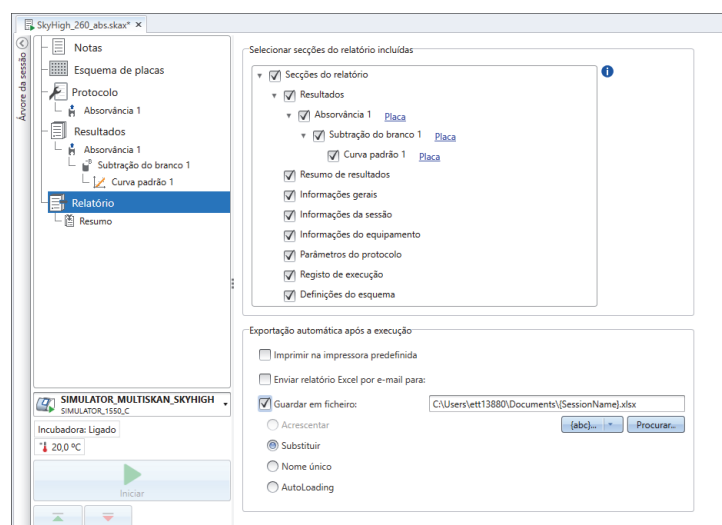 SkyHigh_260_abs.skax*
Árvore da sessão
Notas
Esquema de placas
Protocolo
Absorvância 1
Resultados
Absorvância 1
Subtração do branco 1
Curva padrão 1
Relatório
Resumo
SIMULATOR_MULTISKAN_SKYHIGH
SIMULATOR_1550_C
Incubadora: Ligado
20,0 ºC
Iniciar
Selecionar secções do relatório incluídas
Secções do relatório
Resultados
Absorvância 1 Placa
Subtração do branco 1 Placa
Curva padrão 1 Placa
Resumo de resultados
Informações gerais
Informações da sessão
Informações do equipamento
Parâmetros do protocolo
Registo de execução
Definições do esquema
Exportação automática após a execução
Imprimir na impressora predefinida
Enviar relatório Excel por e-mail para:
Guardar em ficheiro: C:\Users\ett13880\Documents\{SessionName}.xlsx
Acrescentar {abc}... Procurar...
Substituir
Nome único
AutoLoading